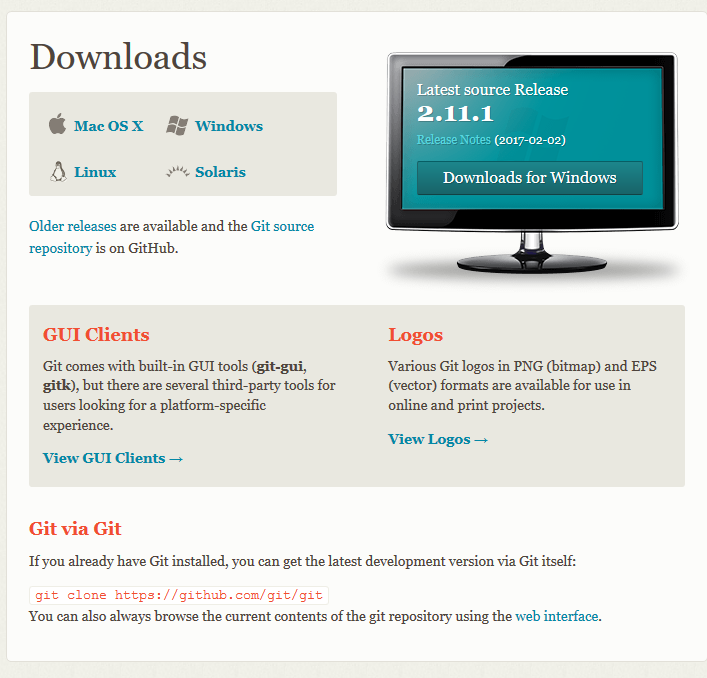 Downloads
Mac OS X
Windows
Linux
Solaris
Older releases are available and the Git source
repository is on GitHub.
Latest source Release
2.11.1
Release Notes (2017-02-02)
Downloads for Windows
GUI Clients
Git comes with built-in GUI tools (git-gui,
gitk), but there are several third-party tools for
users looking for a platform-specific
experience.
View GUI Clients →
Logos
Various Git logos in PNG (bitmap) and EPS
(vector) formats are available for use in
online and print projects.
View Logos →
Git via Git
If you already have Git installed, you can get the latest development version via Git itself:
git clone https://github.com/git/git
You can also always browse the current contents of the git repository using the web interface.